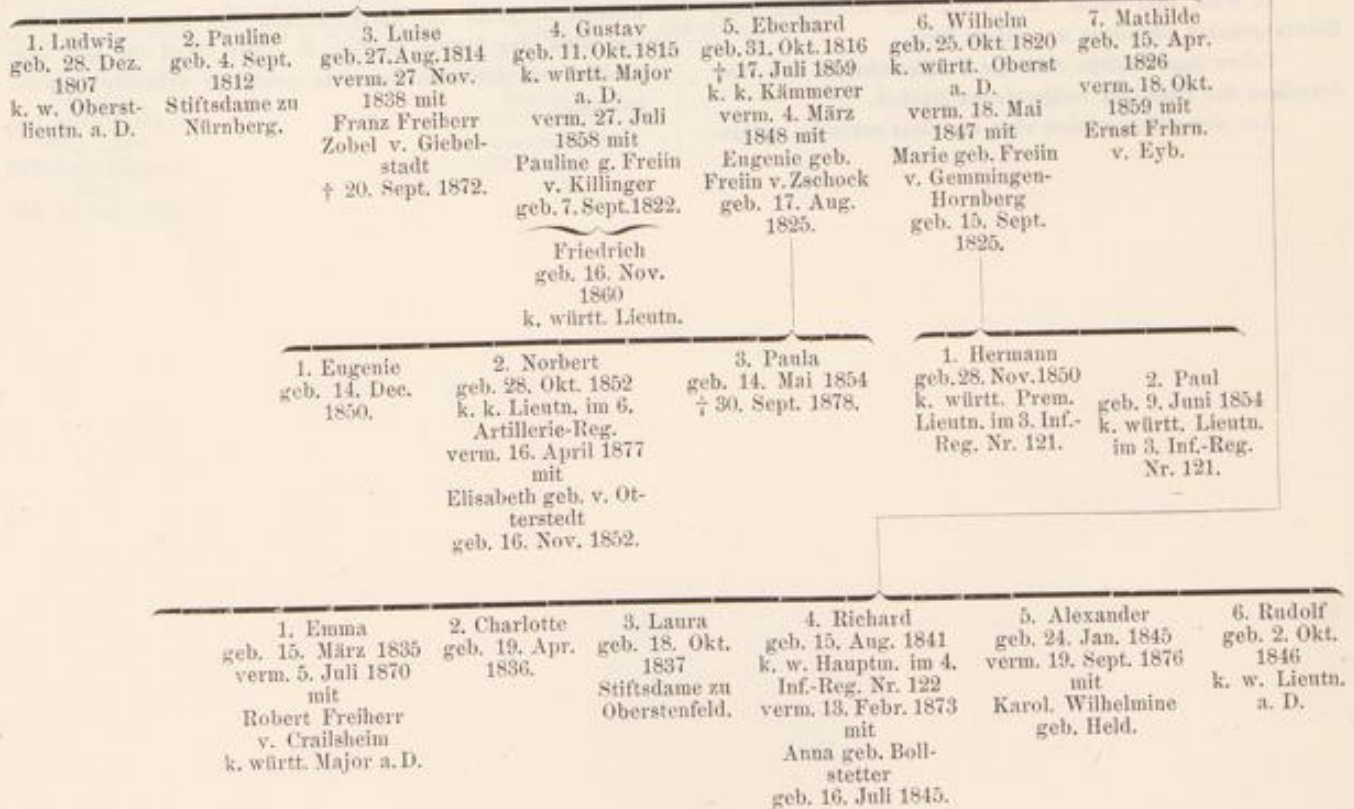 1. Ludwig
geb. 28. Dez.
1807
k. w. Oberst-
lieutn. a. D.
2. Pauline
geb. 4. Sept.
1812
Stiftsdame zu
Nürnberg.
3. Luise
geb. 27. Aug. 1814
verm. 27 Nov.
1838 mit
Franz Freiherr
Zobel v. Giebel-
stadt
† 20. Sept. 1872.
4. Gustav
geb. 11. Okt. 1815
k. württ. Major
a. D.
verm. 27. Juli
1858 mit
Pauline g. Freiin
v. Killinger
geb. 7. Sept. 1822.
Friedrich
geb. 16. Nov.
1860
k. württ. Lieutn.
5. Eberhard
geb. 31. Okt. 1816
† 17. Juli 1859
k. k. Kämmerer
verm. 4. März
1848 mit
Eugenie geb.
Freiin v. Zschock
geb. 17. Aug.
1825.
6. Wilhelm
geb. 25. Okt 1820
k. württ. Oberst
a. D.
verm. 18. Mai
1847 mit
Marie geb. Freiin
v. Gemmingen-
Hornberg
geb. 15. Sept.
1825.
7. Mathilde
geb. 15. Apr.
1826
verm. 18. Okt.
1859 mit
Ernst Frhrn.
v. Eyb.
1. Eugenie
geb. 14. Dec.
1850.
2. Norbert
geb. 28. Okt. 1852
k. k. Lieutn. im 6.
Artillerie-Reg.
verm. 16. April 1877
mit
Elisabeth geb. v. Ot-
terstedt
geb. 16. Nov. 1852.
3. Paula
geb. 14. Mai 1854
† 30. Sept. 1878.
1. Hermann
geb. 28. Nov. 1850
k. württ. Prem.
Lieutn. im 3. Inf.-
Reg. Nr. 121.
2. Paul
geb. 9. Juni 1854
k. württ. Lieutn.
im 3. Inf.-Reg.
Nr. 121.
1. Emma
geb. 15. März 1835
verm. 5. Juli 1870
mit
Robert Freiherr
v. Crailsheim
k. württ. Major a. D.
2. Charlotte
geb. 19. Apr.
1836.
3. Laura
geb. 18. Okt.
1837
Stiftsdame zu
Oberstenfeld.
4. Richard
geb. 15. Aug. 1841
k. w. Hauptm. im 4.
Inf.-Reg. Nr. 122
verm. 13. Febr. 1873
mit
Anna geb. Boll-
stetter
geb. 16. Juli 1845.
5. Alexander
geb. 24. Jan. 1845
verm. 19. Sept. 1876
mit
Karol. Wilhelmine
geb. Held.
6. Rudolf
geb. 2. Okt.
1846
k. w. Lieutn.
a. D.